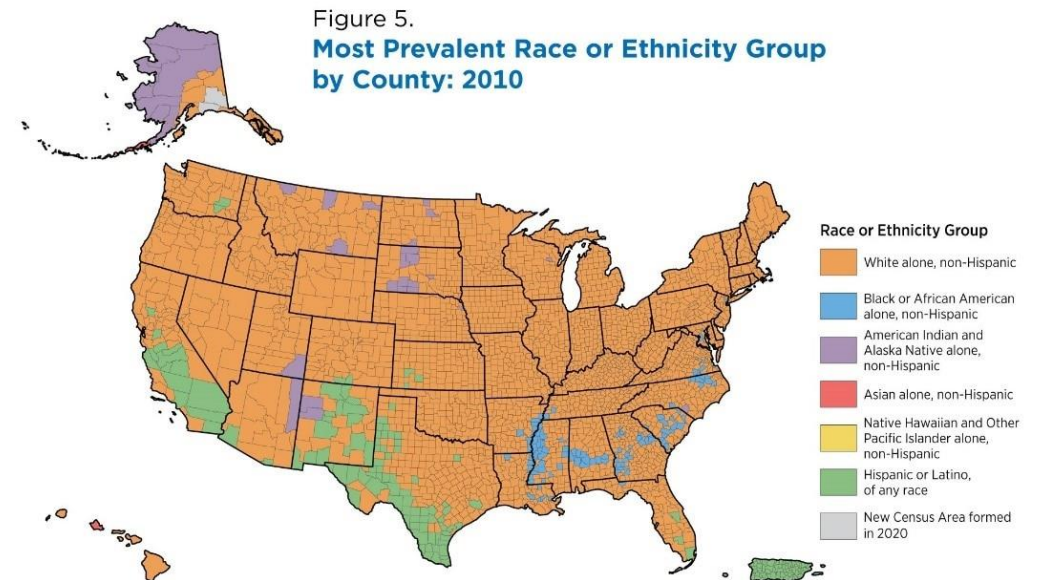 Figure 5.
Most Prevalent Race or Ethnicity Group
by County: 2010
Race or Ethnicity Group
White alone, non-Hispanic
Black or African American
alone, non-Hispanic
American Indian and
Alaska Native alone,
non-Hispanic
Asian alone, non-Hispanic
Native Hawaiian and Other
Pacific Islander alone,
non-Hispanic
Hispanic or Latino,
of any race
New Census Area formed
in 2020